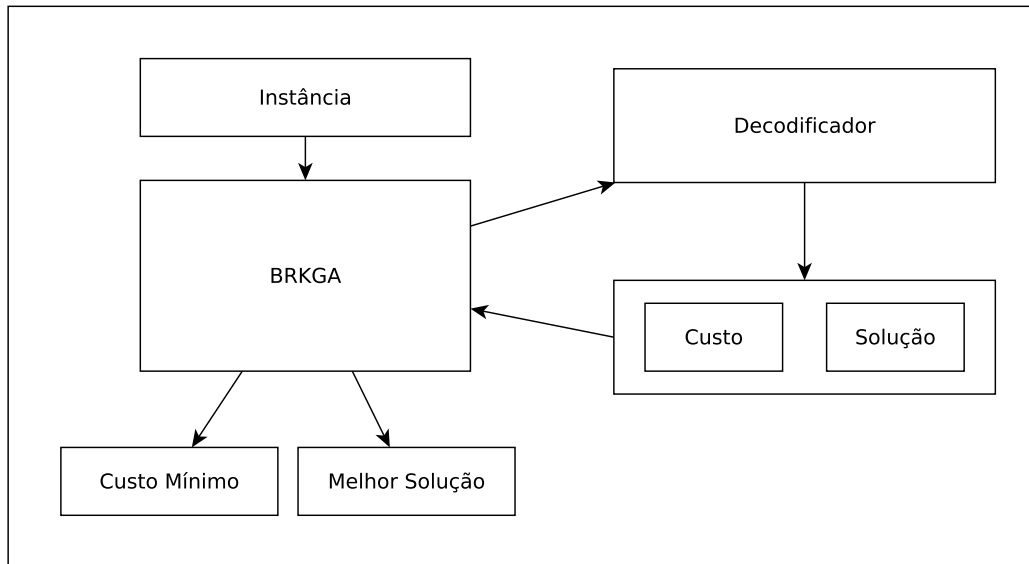 Instância
Decodificador
BRKGA
Custo
Solução
Custo Mínimo
Melhor Solução